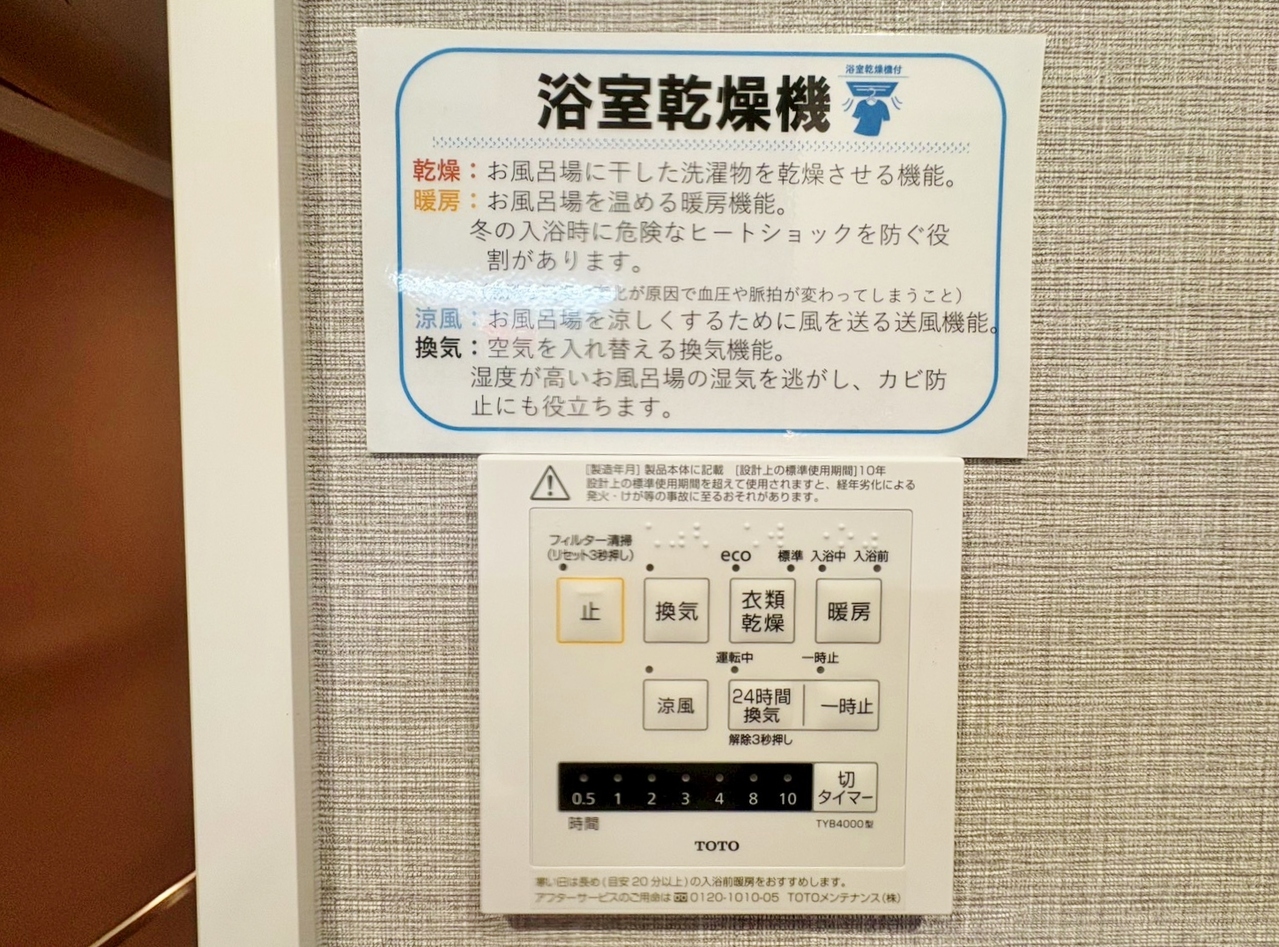 浴室乾燥機
浴室乾燥機付
乾燥：お風呂場に干した洗濯物を乾燥させる機能。
暖房：お風呂場を温める暖房機能。
冬の入浴時に危険なヒートショックを防ぐ役
割があります。
が原因で血圧や脈拍が変わってしまうこと）
涼風：お風呂場を涼しくするために風を送る送風機能。
換気：空気を入れ替える換気機能。
湿度が高いお風呂場の湿気を逃がし、カビ防
止にも役立ちます。
[製造年月] 製品本体に記載 [設計上の標準使用期間]10年
設計上の標準使用期間を超えて使用されますと、経年劣化による
発火・けが等の事故に至るおそれがあります。
フィルター清掃
(リセット3秒押し)
eco 標準 入浴中 入浴前
止 換気 衣類乾燥 暖房
運転中 一時止
涼風 24時間換気 一時止
解除3秒押し
0.5 1 2 3 4 8 10 切タイマー
時間
TYB4000型
TOTO
寒い日は長め(目安20分以上)の入浴前暖房をおすすめします。
アフターサービスのご用命は 0120-1010-05 TOTOメンテナンス(株)